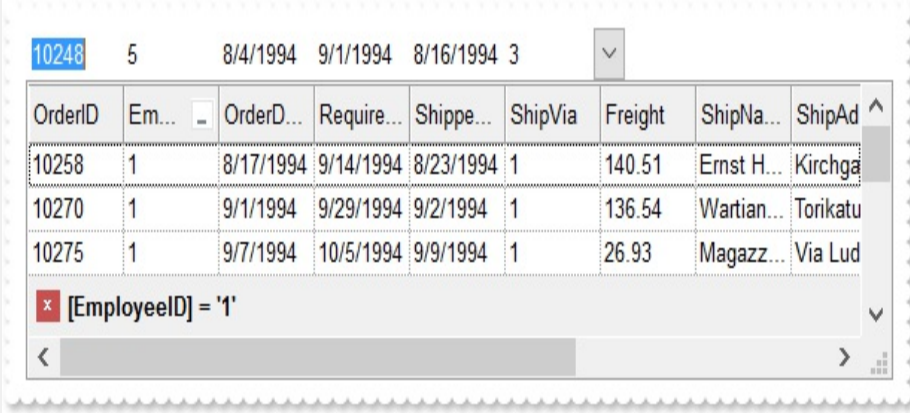 10248 5 8/4/1994 9/1/1994 8/16/1994 3
OrderID Em... OrderD... Require... Shippe... ShipVia Freight ShipNa... ShipAd
10258 1 8/17/1994 9/14/1994 8/23/1994 1 140.51 Ernst H... Kirchga
10270 1 9/1/1994 9/29/1994 9/2/1994 1 136.54 Wartian... Torikatu
10275 1 9/7/1994 10/5/1994 9/9/1994 1 26.93 Magazz... Via Lud
x [EmployeeID] = '1'